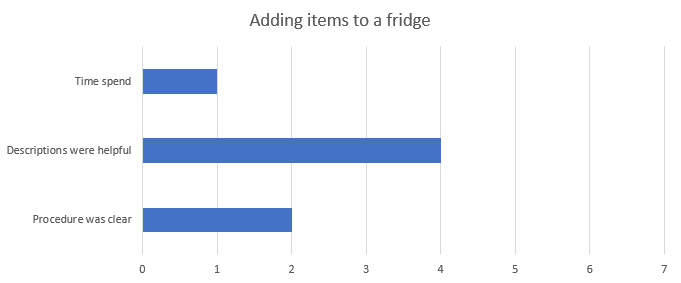 Adding items to a fridge
Time spend
Descriptions were helpful
Procedure was clear
0 1 2 3 4 5 6 7